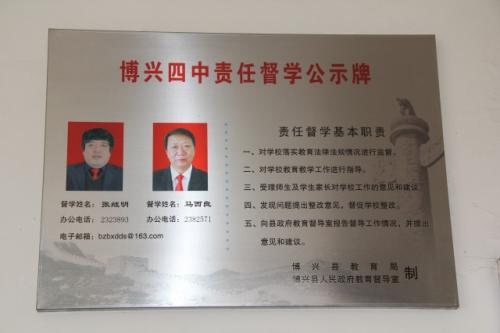 博兴四中责任督学公示牌
督学姓名：张继明
办公电话：2323893
督学姓名：马西良
办公电话：2382571
电子邮箱：bzbxdds@163.com
责任督学基本职责
一、对学校落实教育法律法规情况进行监督。
二、对学校教育教学工作进行指导。
三、受理师生及学生家长对学校工作的意见和建议。
四、发现问题提出整改意见，督促学校整改。
五、向县政府教育督导室报告督导工作情况，并提出
意见和建议。
博兴县教育局
博兴县人民政府教育督导室 制